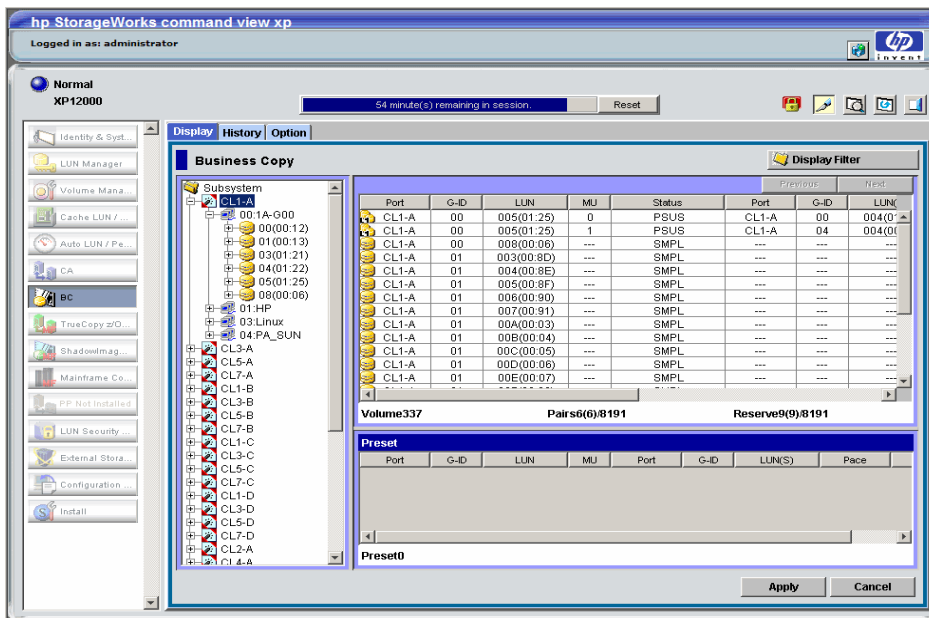 hp StorageWorks command view xp
Logged in as: administrator
hp
invent
Normal
XP12000
54 minute(s) remaining in session.
Reset
Identity & Syst...
LUN Manager
Volume Mana...
Cache LUN / ...
Auto LUN / Pe...
CA
BC
TrueCopy z/O...
ShadowImag...
Mainframe Co...
PP Not Installed
LUN Security ...
External Stora...
Configuration ...
Install
Display History Option
Business Copy
Display Filter
Subsystem
CL1-A
00:1A-G00
00(00:12)
01(00:13)
03(01:21)
04(01:22)
05(01:25)
08(00:06)
01:HP
03:Linux
04:PA_SUN
CL3-A
CL5-A
CL7-A
CL1-B
CL3-B
CL5-B
CL7-B
CL1-C
CL3-C
CL5-C
CL7-C
CL1-D
CL3-D
CL5-D
CL7-D
CL2-A
CL4-A
Previous Next
Port G-ID LUN MU Status Port G-ID LUN(
CL1-A 00 005(01:25) 0 PSUS CL1-A 00 004(01
CL1-A 00 005(01:25) 1 PSUS CL1-A 04 004(00
CL1-A 00 008(00:06) --- SMPL --- --- ---
CL1-A 01 003(00:8D) --- SMPL --- --- ---
CL1-A 01 004(00:8E) --- SMPL --- --- ---
CL1-A 01 005(00:8F) --- SMPL --- --- ---
CL1-A 01 006(00:90) --- SMPL --- --- ---
CL1-A 01 007(00:91) --- SMPL --- --- ---
CL1-A 01 00A(00:03) --- SMPL --- --- ---
CL1-A 01 00B(00:04) --- SMPL --- --- ---
CL1-A 01 00C(00:05) --- SMPL --- --- ---
CL1-A 01 00D(00:06) --- SMPL --- --- ---
CL1-A 01 00E(00:07) --- SMPL --- --- ---
Volume337 Pairs6(6)/8191 Reserve9(9)/8191
Preset
Port G-ID LUN MU Port G-ID LUN(S) Pace
Preset0
Apply Cancel